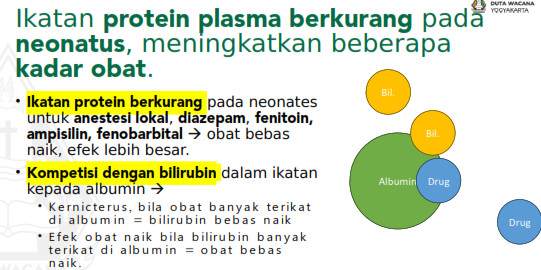 DUTA WACANA
YOGYAKARTA
Ikatan protein plasma berkurang pada
neonatus, meningkatkan beberapa
kadar obat.
• Ikatan protein berkurang pada neonates
untuk anestesi lokal, diazepam, fenitoin,
ampisilin, fenobarbital → obat bebas
naik, efek lebih besar.
• Kompetisi dengan bilirubin dalam ikatan
kepada albumin →
• Kernicterus, bila obat banyak terikat
di albumin = bilirubin bebas naik
• Efek obat naik bila bilirubin banyak
terikat di albumin = obat bebas
naik.
Bil.
Bil.
Albumin
Drug
Drug